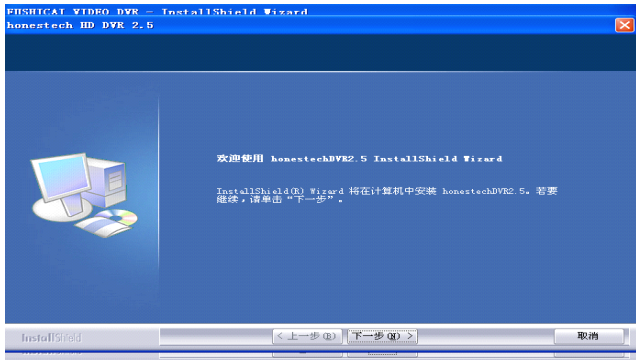 VIDEO DVR - InstallShield Wizard
honestech HD DVR 2.5
欢迎使用 honestechDVR2.5 InstallShield Wizard
InstallShield(R) Wizard 将在计算机中安装 honestechDVR2.5。若要
继续，请单击“下一步”。
InstallShield
< 上一步(B)
下一步(N) >
取消